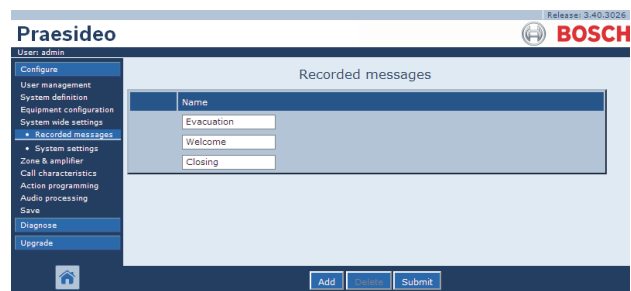 Release: 3.40.3026
Praesideo
BOSCH
User: admin
Configure
User management
System definition
Equipment configuration
System wide settings
• Recorded messages
• System settings
Zone & amplifier
Call characteristics
Action programming
Audio processing
Save
Diagnose
Upgrade
Recorded messages
Name
Evacuation
Welcome
Closing
Add Delete Submit